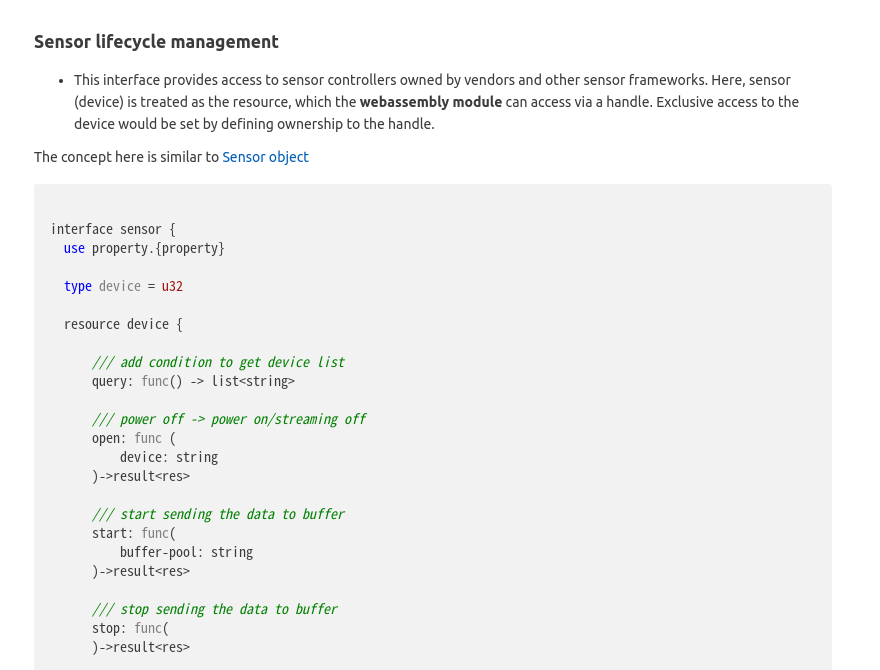 Sensor lifecycle management
• This interface provides access to sensor controllers owned by vendors and other sensor frameworks. Here, sensor
(device) is treated as the resource, which the webassembly module can access via a handle. Exclusive access to the
device would be set by defining ownership to the handle.
The concept here is similar to Sensor object
interface sensor {
use property.{property}
type device = u32
resource device {
/// add condition to get device list
query: func() -> list<string>
/// power off -> power on/streaming off
open: func (
device: string
)->result<res>
/// start sending the data to buffer
start: func(
buffer-pool: string
)->result<res>
/// stop sending the data to buffer
stop: func(
)->result<res>